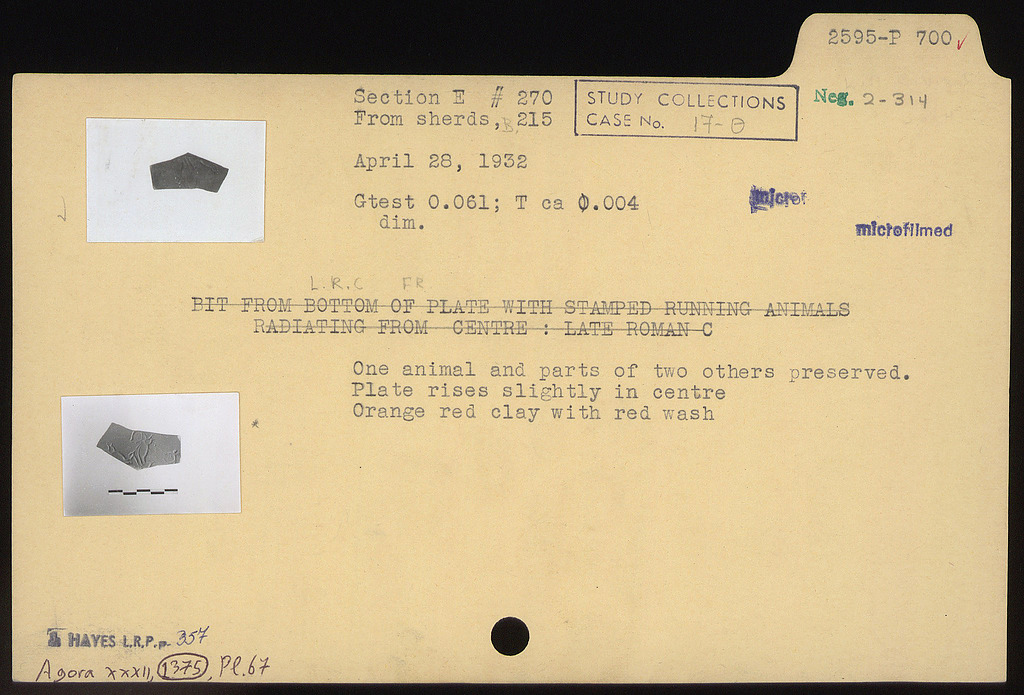 2595-P 700 ✓
Section E # 270
From sherds, B 215
STUDY COLLECTIONS
CASE No. 17-θ
Neg. 2-314
April 28, 1932
Gtest 0.061; T ca 0.004
dim.
microf
microfilmed
L.R.C FR
BIT FROM BOTTOM OF PLATE WITH STAMPED RUNNING ANIMALS
RADIATING FROM CENTRE : LATE ROMAN C
One animal and parts of two others preserved.
Plate rises slightly in centre
Orange red clay with red wash
*
HAYES L.R.P. p. 357
Agora XXXII, 1375, Pl. 67